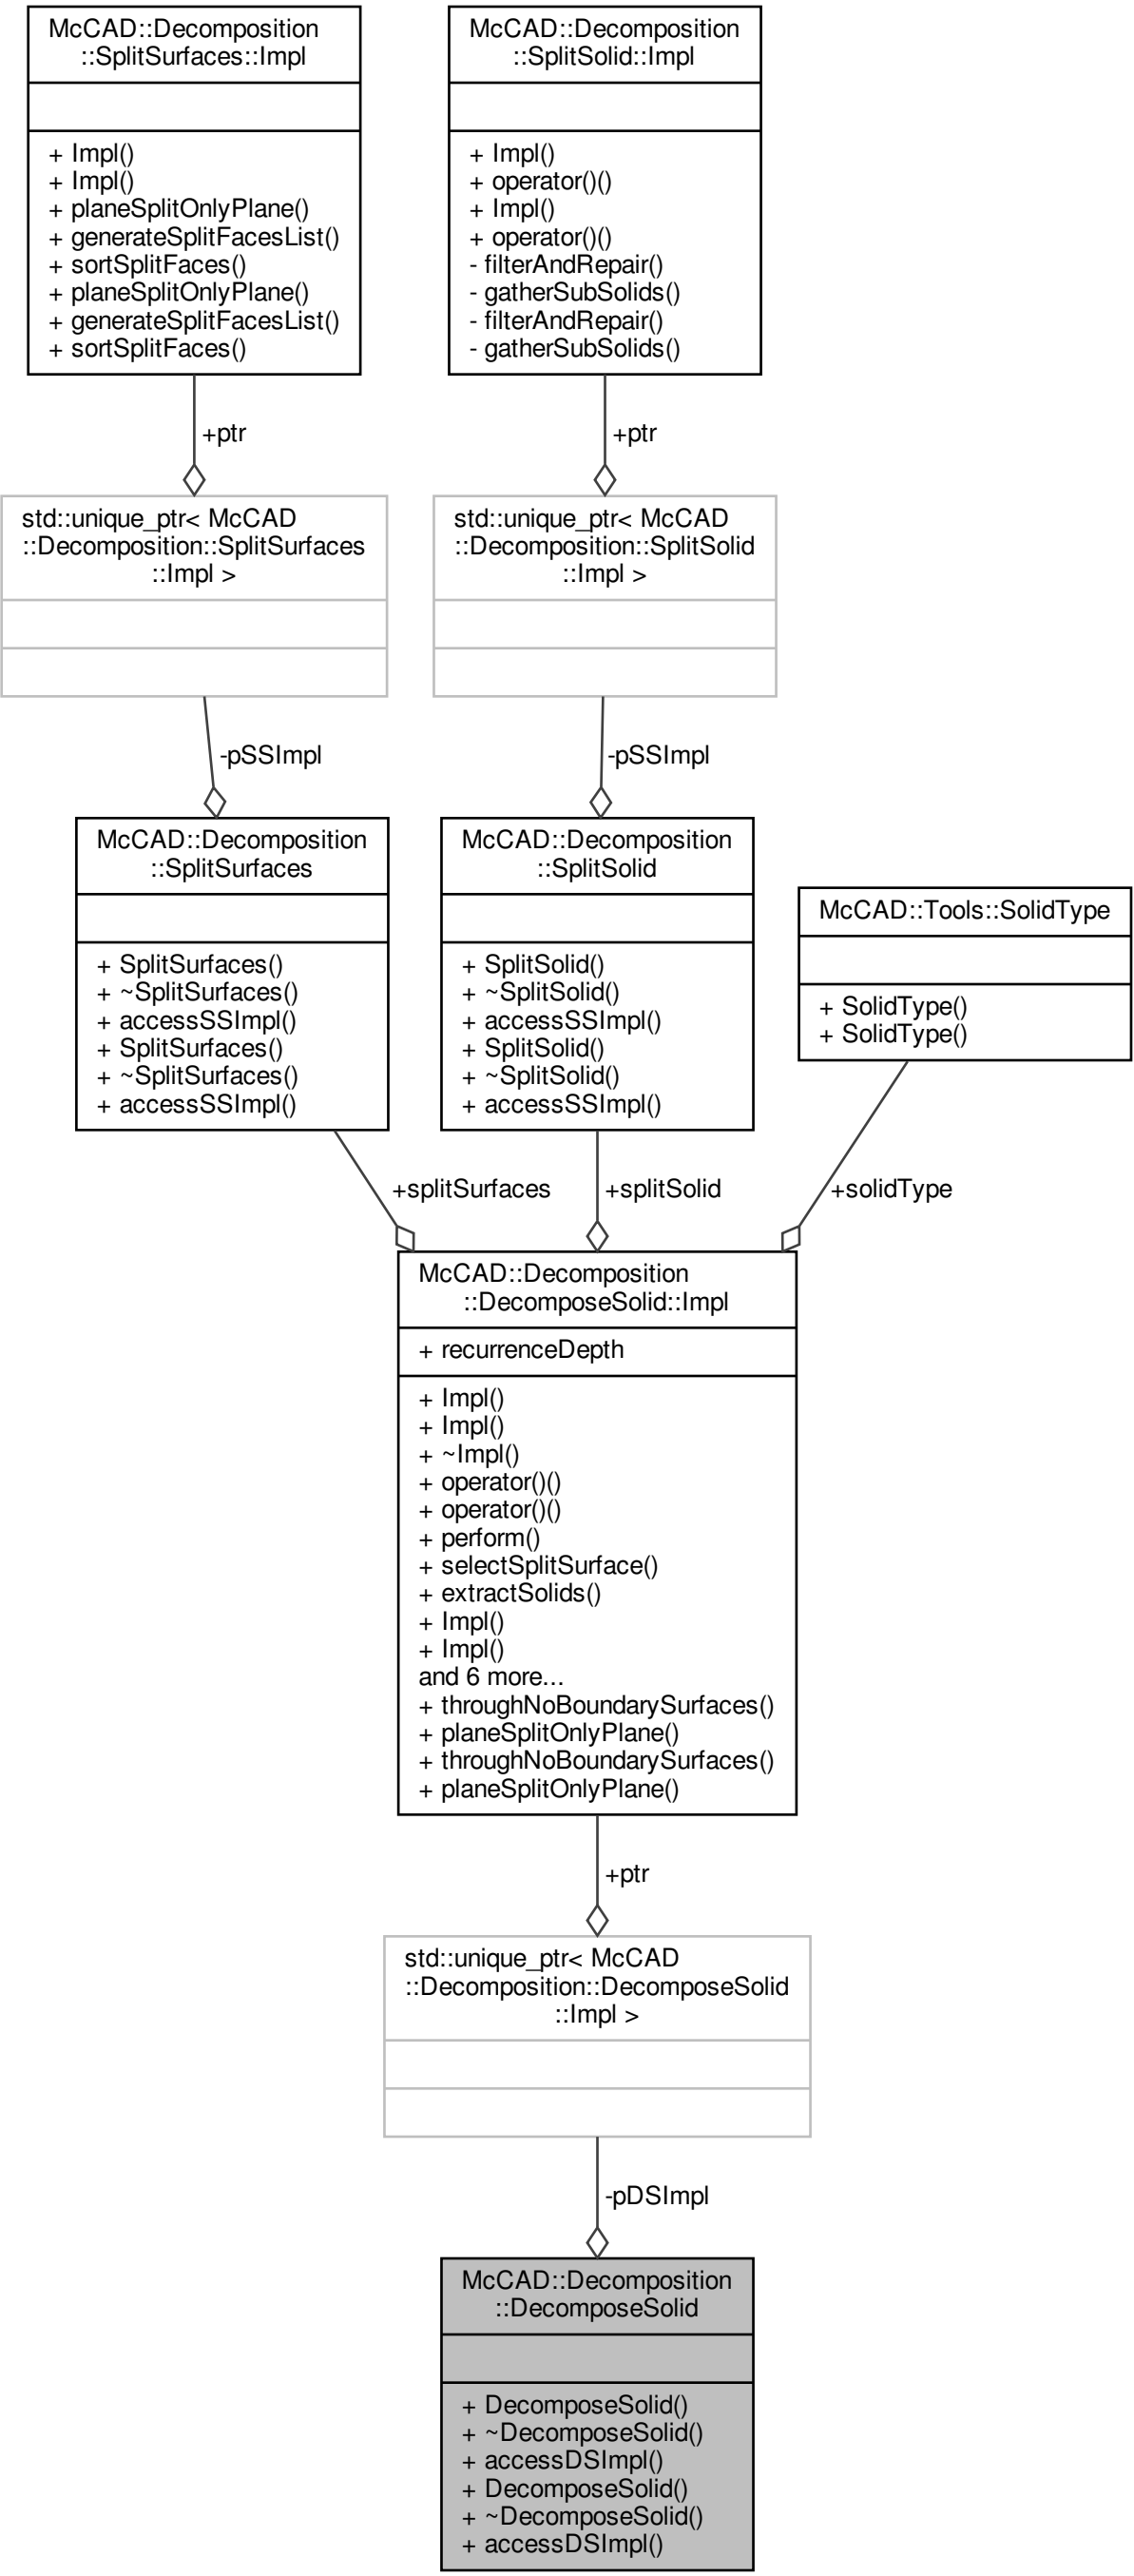 McCAD::Decomposition
::SplitSurfaces::Impl
+ Impl()
+ Impl()
+ planeSplitOnlyPlane()
+ generateSplitFacesList()
+ sortSplitFaces()
+ planeSplitOnlyPlane()
+ generateSplitFacesList()
+ sortSplitFaces()
McCAD::Decomposition
::SplitSolid::Impl
+ Impl()
+ operator()()
+ Impl()
+ operator()()
- filterAndRepair()
- gatherSubSolids()
- filterAndRepair()
- gatherSubSolids()
+ptr
+ptr
std::unique_ptr< McCAD
::Decomposition::SplitSurfaces
::Impl >
std::unique_ptr< McCAD
::Decomposition::SplitSolid
::Impl >
-pSSImpl
-pSSImpl
McCAD::Decomposition
::SplitSurfaces
+ SplitSurfaces()
+ ~SplitSurfaces()
+ accessSSImpl()
+ SplitSurfaces()
+ ~SplitSurfaces()
+ accessSSImpl()
McCAD::Decomposition
::SplitSolid
+ SplitSolid()
+ ~SplitSolid()
+ accessSSImpl()
+ SplitSolid()
+ ~SplitSolid()
+ accessSSImpl()
McCAD::Tools::SolidType
+ SolidType()
+ SolidType()
+splitSurfaces
+splitSolid
+solidType
McCAD::Decomposition
::DecomposeSolid::Impl
+ recurrenceDepth
+ Impl()
+ Impl()
+ ~Impl()
+ operator()()
+ operator()()
+ perform()
+ selectSplitSurface()
+ extractSolids()
+ Impl()
+ Impl()
and 6 more...
+ throughNoBoundarySurfaces()
+ planeSplitOnlyPlane()
+ throughNoBoundarySurfaces()
+ planeSplitOnlyPlane()
+ptr
std::unique_ptr< McCAD
::Decomposition::DecomposeSolid
::Impl >
-pDSImpl
McCAD::Decomposition
::DecomposeSolid
+ DecomposeSolid()
+ ~DecomposeSolid()
+ accessDSImpl()
+ DecomposeSolid()
+ ~DecomposeSolid()
+ accessDSImpl()